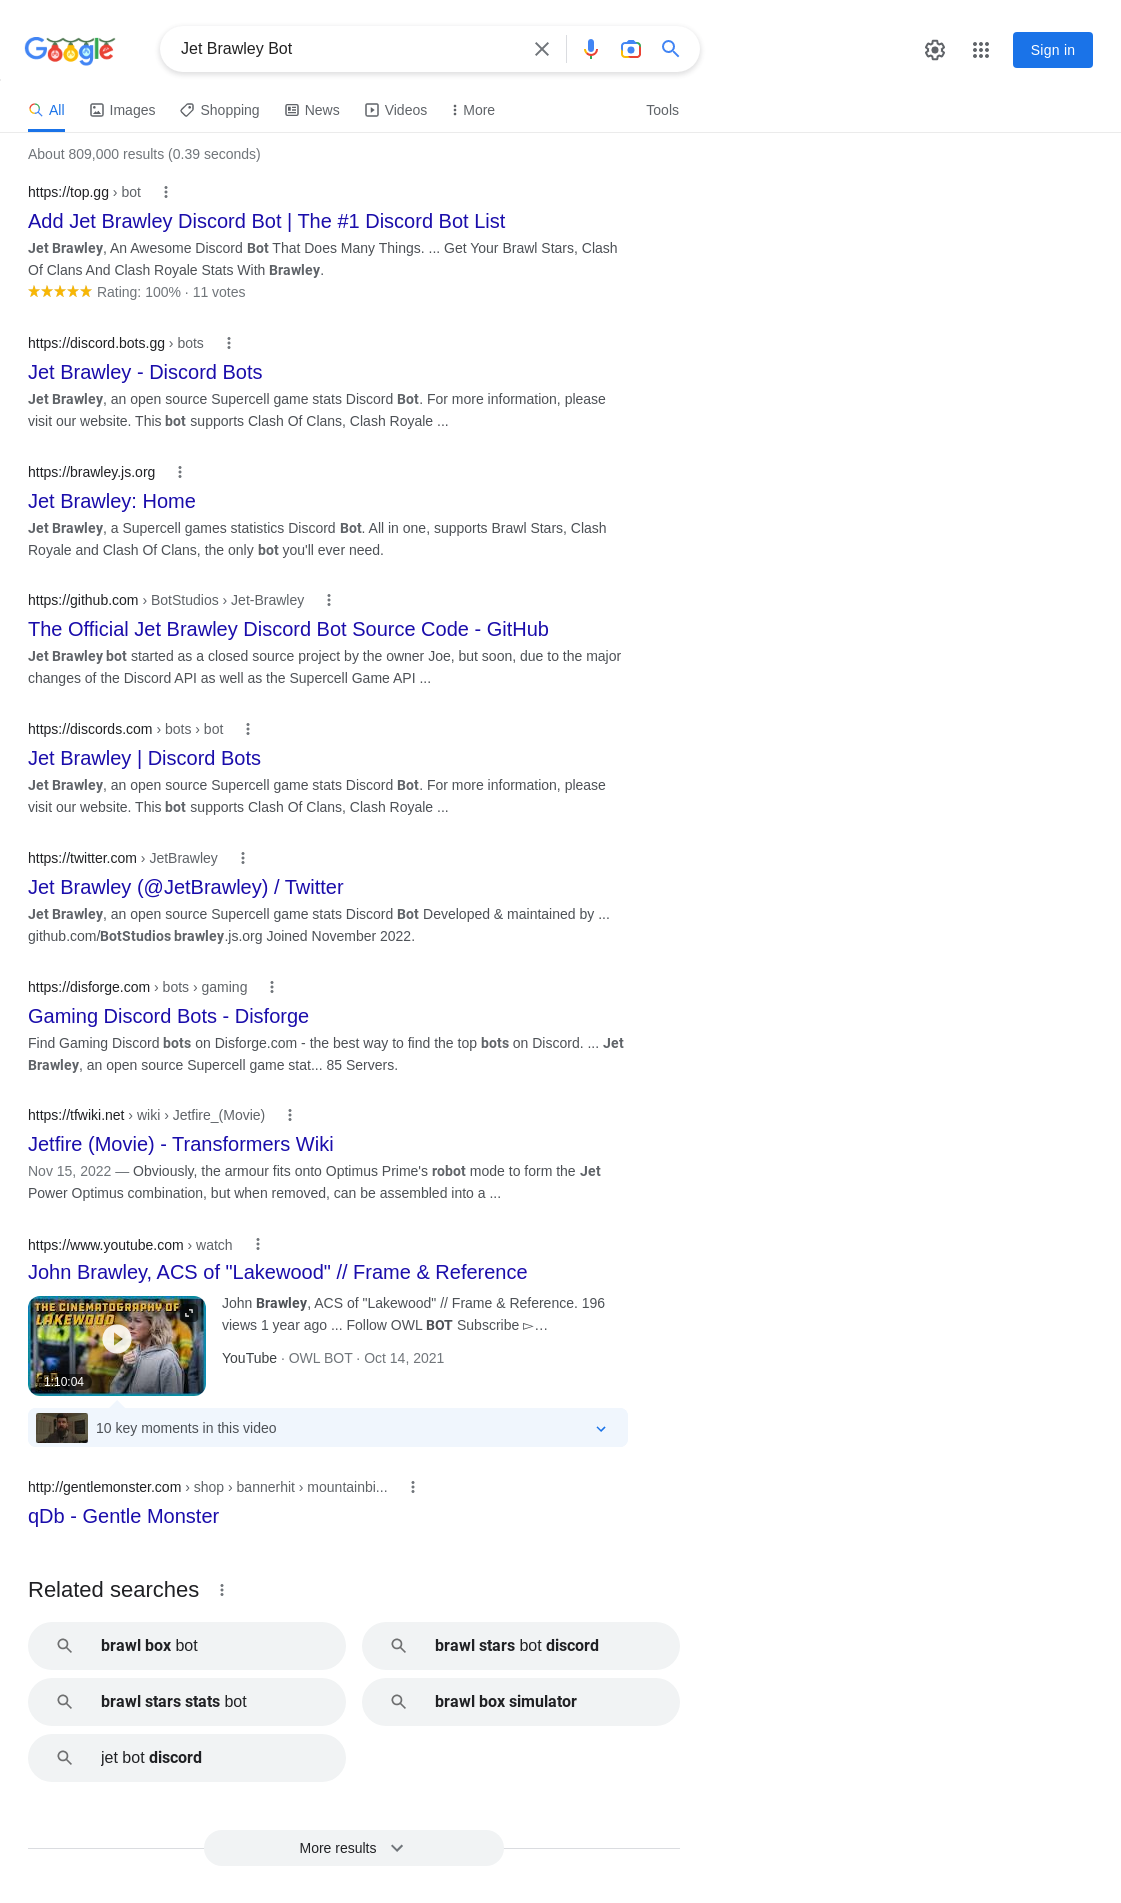 Google
Jet Brawley Bot
Sign in
All Images Shopping News Videos More Tools
About 809,000 results (0.39 seconds)
https://top.gg › bot
Add Jet Brawley Discord Bot | The #1 Discord Bot List
Jet Brawley, An Awesome Discord Bot That Does Many Things. ... Get Your Brawl Stars, Clash
Of Clans And Clash Royale Stats With Brawley.
Rating: 100% · 11 votes
https://discord.bots.gg › bots
Jet Brawley - Discord Bots
Jet Brawley, an open source Supercell game stats Discord Bot. For more information, please
visit our website. This bot supports Clash Of Clans, Clash Royale ...
https://brawley.js.org
Jet Brawley: Home
Jet Brawley, a Supercell games statistics Discord Bot. All in one, supports Brawl Stars, Clash
Royale and Clash Of Clans, the only bot you'll ever need.
https://github.com › BotStudios › Jet-Brawley
The Official Jet Brawley Discord Bot Source Code - GitHub
Jet Brawley bot started as a closed source project by the owner Joe, but soon, due to the major
changes of the Discord API as well as the Supercell Game API ...
https://discords.com › bots › bot
Jet Brawley | Discord Bots
Jet Brawley, an open source Supercell game stats Discord Bot. For more information, please
visit our website. This bot supports Clash Of Clans, Clash Royale ...
https://twitter.com › JetBrawley
Jet Brawley (@JetBrawley) / Twitter
Jet Brawley, an open source Supercell game stats Discord Bot Developed & maintained by ...
github.com/BotStudios brawley.js.org Joined November 2022.
https://disforge.com › bots › gaming
Gaming Discord Bots - Disforge
Find Gaming Discord bots on Disforge.com - the best way to find the top bots on Discord. ... Jet
Brawley, an open source Supercell game stat... 85 Servers.
https://tfwiki.net › wiki › Jetfire_(Movie)
Jetfire (Movie) - Transformers Wiki
Nov 15, 2022 — Obviously, the armour fits onto Optimus Prime's robot mode to form the Jet
Power Optimus combination, but when removed, can be assembled into a ...
https://www.youtube.com › watch
John Brawley, ACS of "Lakewood" // Frame & Reference
THE CINEMATOGRAPHY OF
LAKEWOOD
1:10:04
John Brawley, ACS of "Lakewood" // Frame & Reference. 196
views 1 year ago ... Follow OWL BOT Subscribe ▻…
YouTube · OWL BOT · Oct 14, 2021
10 key moments in this video
http://gentlemonster.com › shop › bannerhit › mountainbi...
qDb - Gentle Monster
Related searches
brawl box bot
brawl stars bot discord
brawl stars stats bot
brawl box simulator
jet bot discord
More results